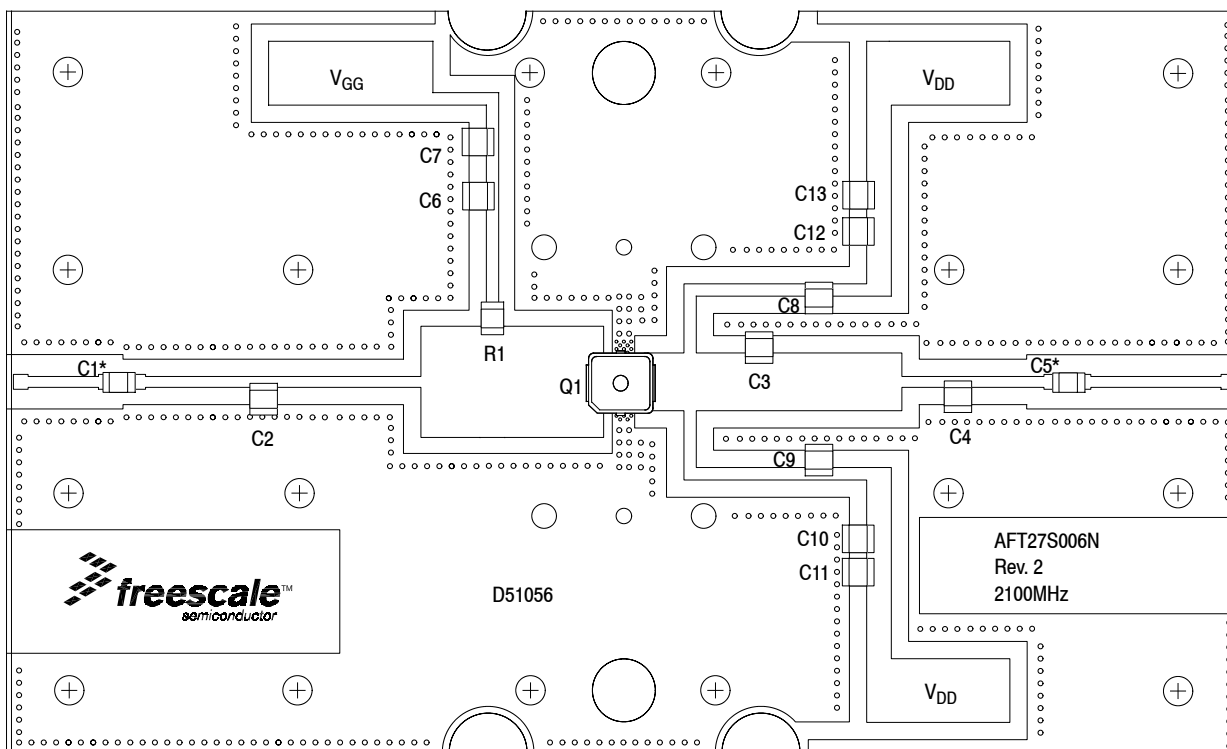 VGG
VDD
C7
C6
C13
C12
C8
R1
C3
C1*
Q1
C5*
C2
C4
C9
C10
C11
AFT27S006N
Rev. 2
2100MHz
freescale™
semiconductor
D51056
VDD